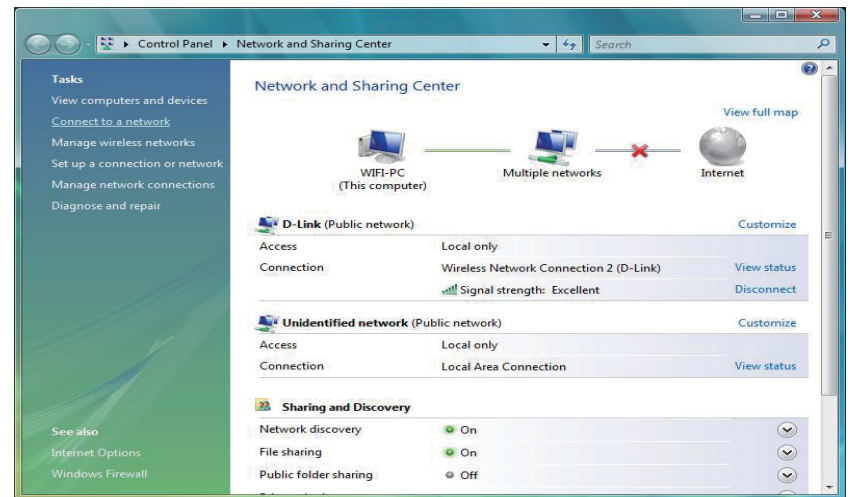 Control Panel Network and Sharing Center Search
Tasks
View computers and devices
Connect to a network
Manage wireless networks
Set up a connection or network
Manage network connections
Diagnose and repair
See also
Internet Options
Windows Firewall
Network and Sharing Center
View full map
WIFI-PC
(This computer)
Multiple networks
Internet
D-Link (Public network) Customize
Access Local only
Connection Wireless Network Connection 2 (D-Link) View status
Signal strength: Excellent Disconnect
Unidentified network (Public network) Customize
Access Local only
Connection Local Area Connection View status
Sharing and Discovery
Network discovery On
File sharing On
Public folder sharing Off